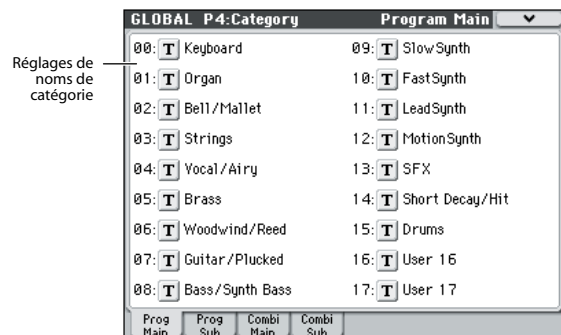 GLOBAL P4:Category Program Main
Réglages de
noms de
catégorie
00: T Keyboard
01: T Organ
02: T Bell/Mallet
03: T Strings
04: T Vocal/Airy
05: T Brass
06: T Woodwind/Reed
07: T Guitar/Plucked
08: T Bass/Synth Bass
09: T SlowSynth
10: T FastSynth
11: T LeadSynth
12: T MotionSynth
13: T SFX
14: T Short Decay/Hit
15: T Drums
16: T User 16
17: T User 17
Prog Main
Prog Sub
Combi Main
Combi Sub